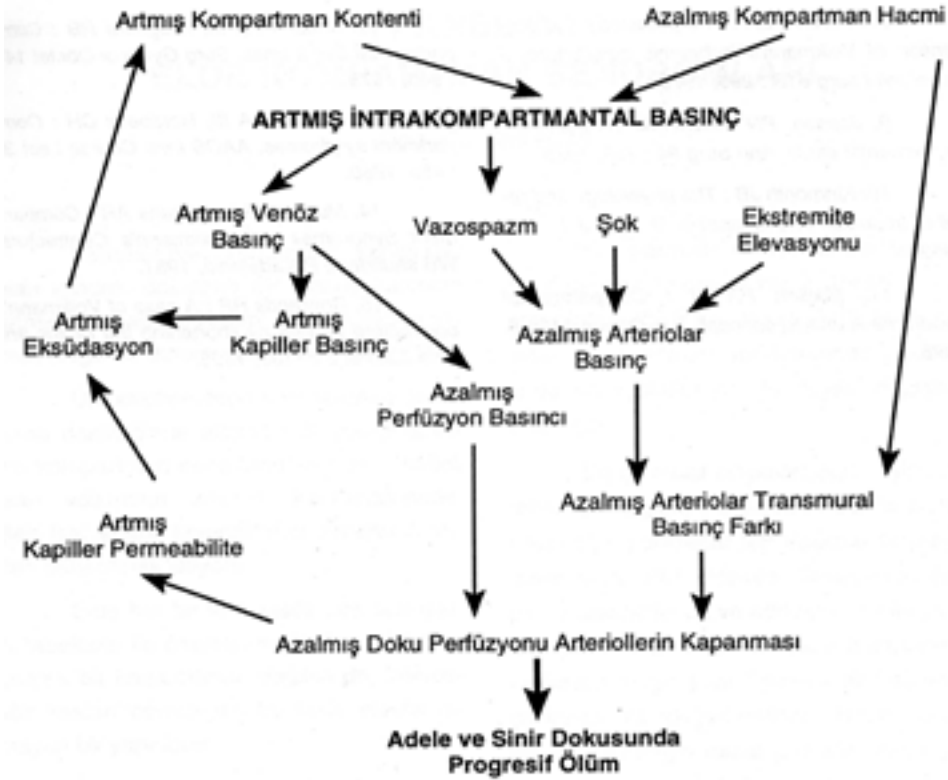 Artmış Kompartman Kontenti
Azalmış Kompartman Hacmi
ARTMIŞ İNTRAKOMPARTMANTAL BASINÇ
Artmış Venöz
Basınç
Vazospazm
Şok
Ekstremite
Elevasyonu
Artmış
Eksüdasyon
Artmış
Kapiller Basınç
Azalmış Arteriolar
Basınç
Azalmış
Perfüzyon Basıncı
Azalmış Arteriolar Transmural
Basınç Farkı
Artmış
Kapiller Permeabilite
Azalmış Doku Perfüzyonu Arteriollerin Kapanması
Adele ve Sinir Dokusunda
Progresif Ölüm